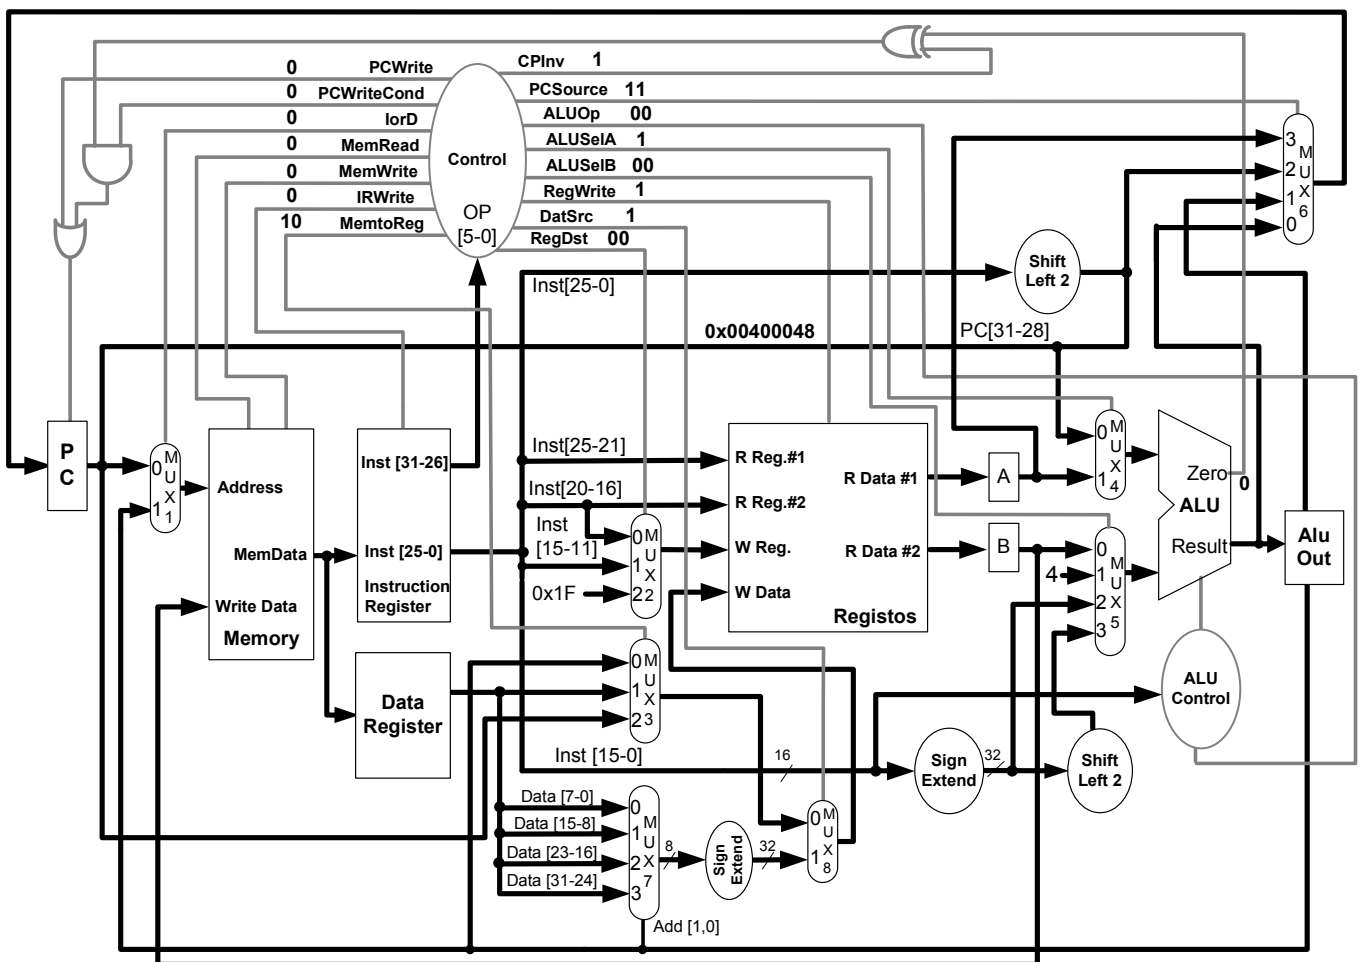 0 PCWrite
0 PCWriteCond
0 IorD
0 MemRead
0 MemWrite
0 IRWrite
10 MemtoReg
Control
OP
[5-0]
CPInv 1
PCSource 11
ALUOp 00
ALUSelA 1
ALUSelB 00
RegWrite 1
DatSrc 1
RegDst 00
3
2
1
0
M
U
X
6
Inst[25-0]
Shift
Left 2
0x00400048
PC[31-28]
P
C
0
1
M
U
X
1
Address
MemData
Write Data
Memory
Inst [31-26]
Inst [25-0]
Instruction
Register
Data
Register
Inst[25-21]
Inst[20-16]
Inst
[15-11]
0x1F
0
1
2
M
U
X
2
R Reg.#1
R Reg.#2
W Reg.
W Data
R Data #1
R Data #2
Registos
A
B
0
1
M
U
X
4
4
0
1
2
3
M
U
X
5
Zero
0
ALU
Result
Alu
Out
ALU
Control
0
1
2
M
U
X
3
Inst [15-0]
16
Sign
Extend
32
Shift
Left 2
Data [7-0]
Data [15-8]
Data [23-16]
Data [31-24]
0
1
2
3
M
U
X
7
8
Sign
Extend
32
0
1
M
U
X
8
Add [1,0]